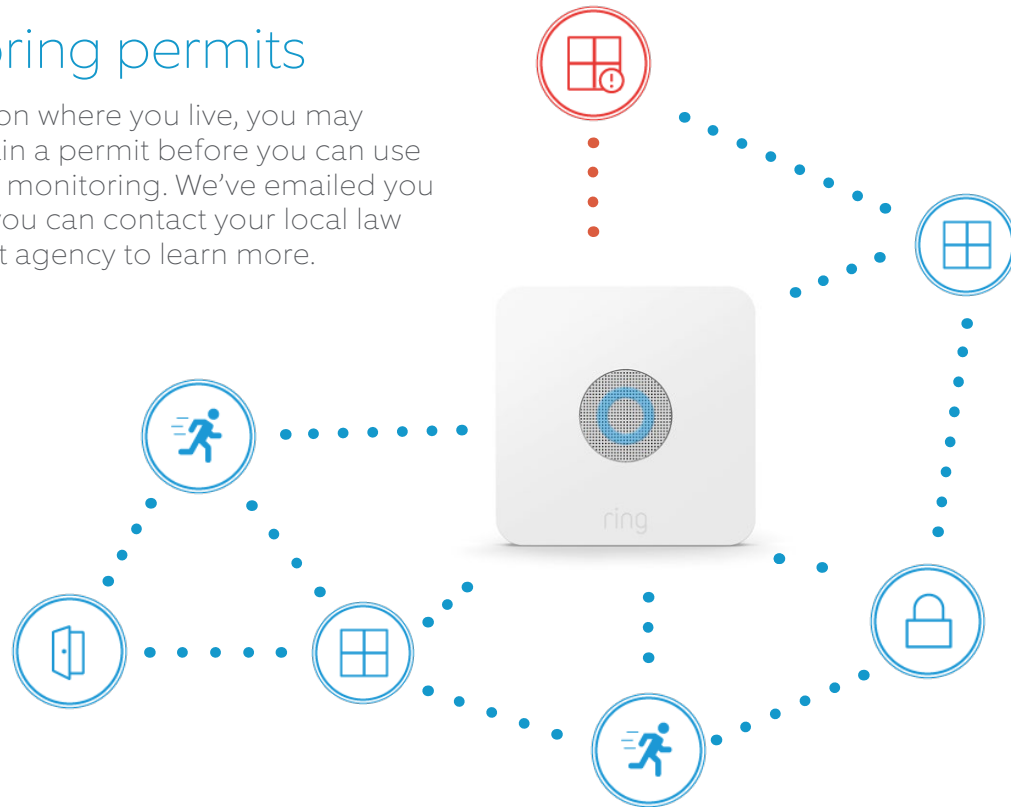 oring permits
on where you live, you may
in a permit before you can use
monitoring. We’ve emailed you
you can contact your local law
t agency to learn more.
ring